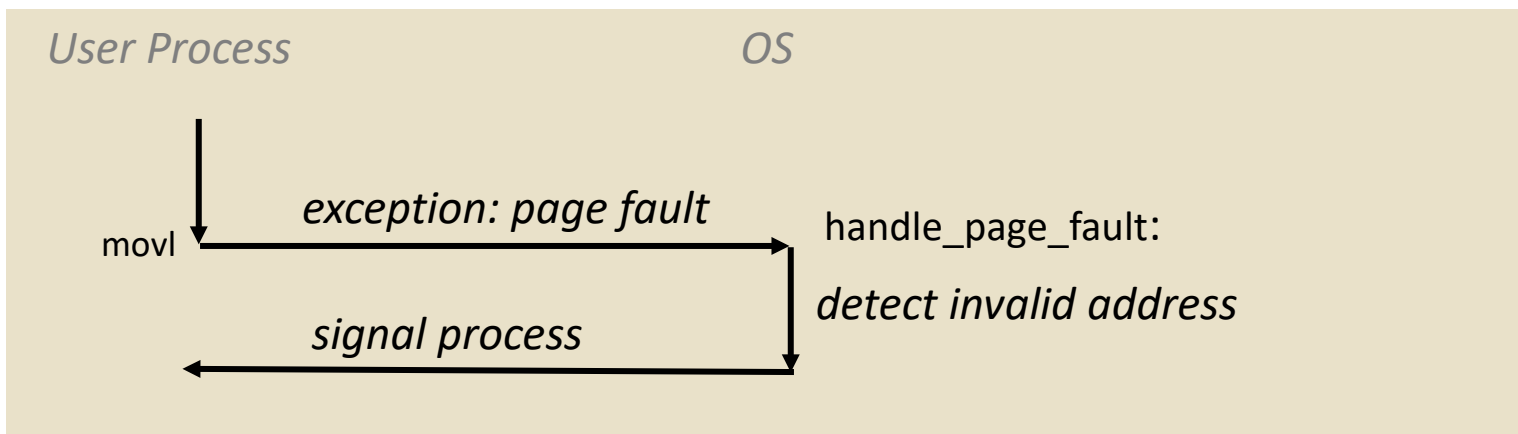 User Process OS
exception: page fault
movl
handle_page_fault:
detect invalid address
signal process